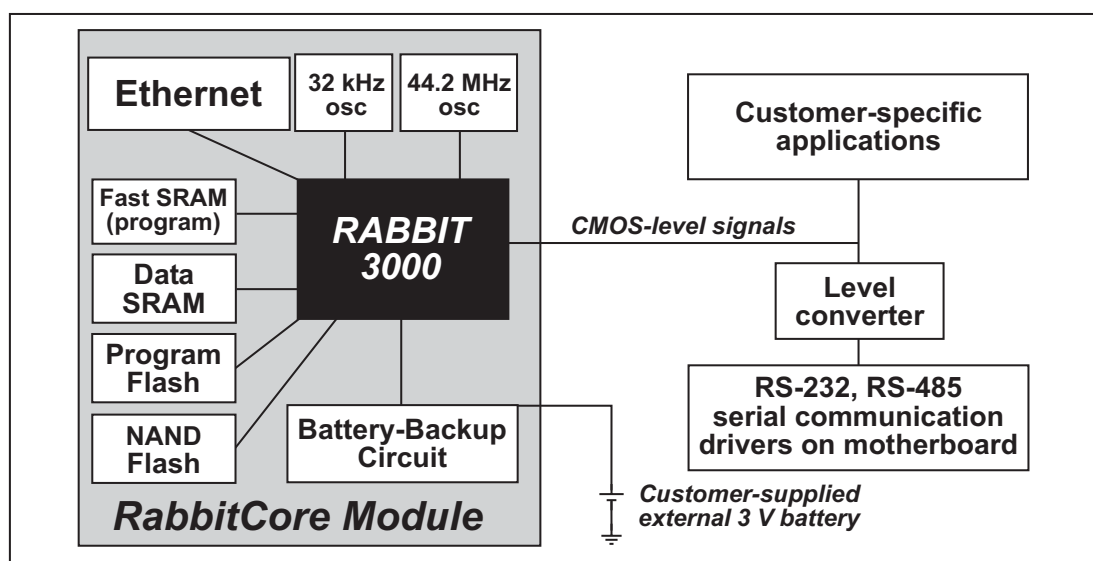 Ethernet
32 kHz
osc
44.2 MHz
osc
Fast SRAM
(program)
Data
SRAM
Program
Flash
NAND
Flash
RABBIT
3000
Battery-Backup
Circuit
RabbitCore Module
CMOS-level signals
Customer-specific
applications
Level
converter
RS-232, RS-485
serial communication
drivers on motherboard
Customer-supplied
external 3 V battery